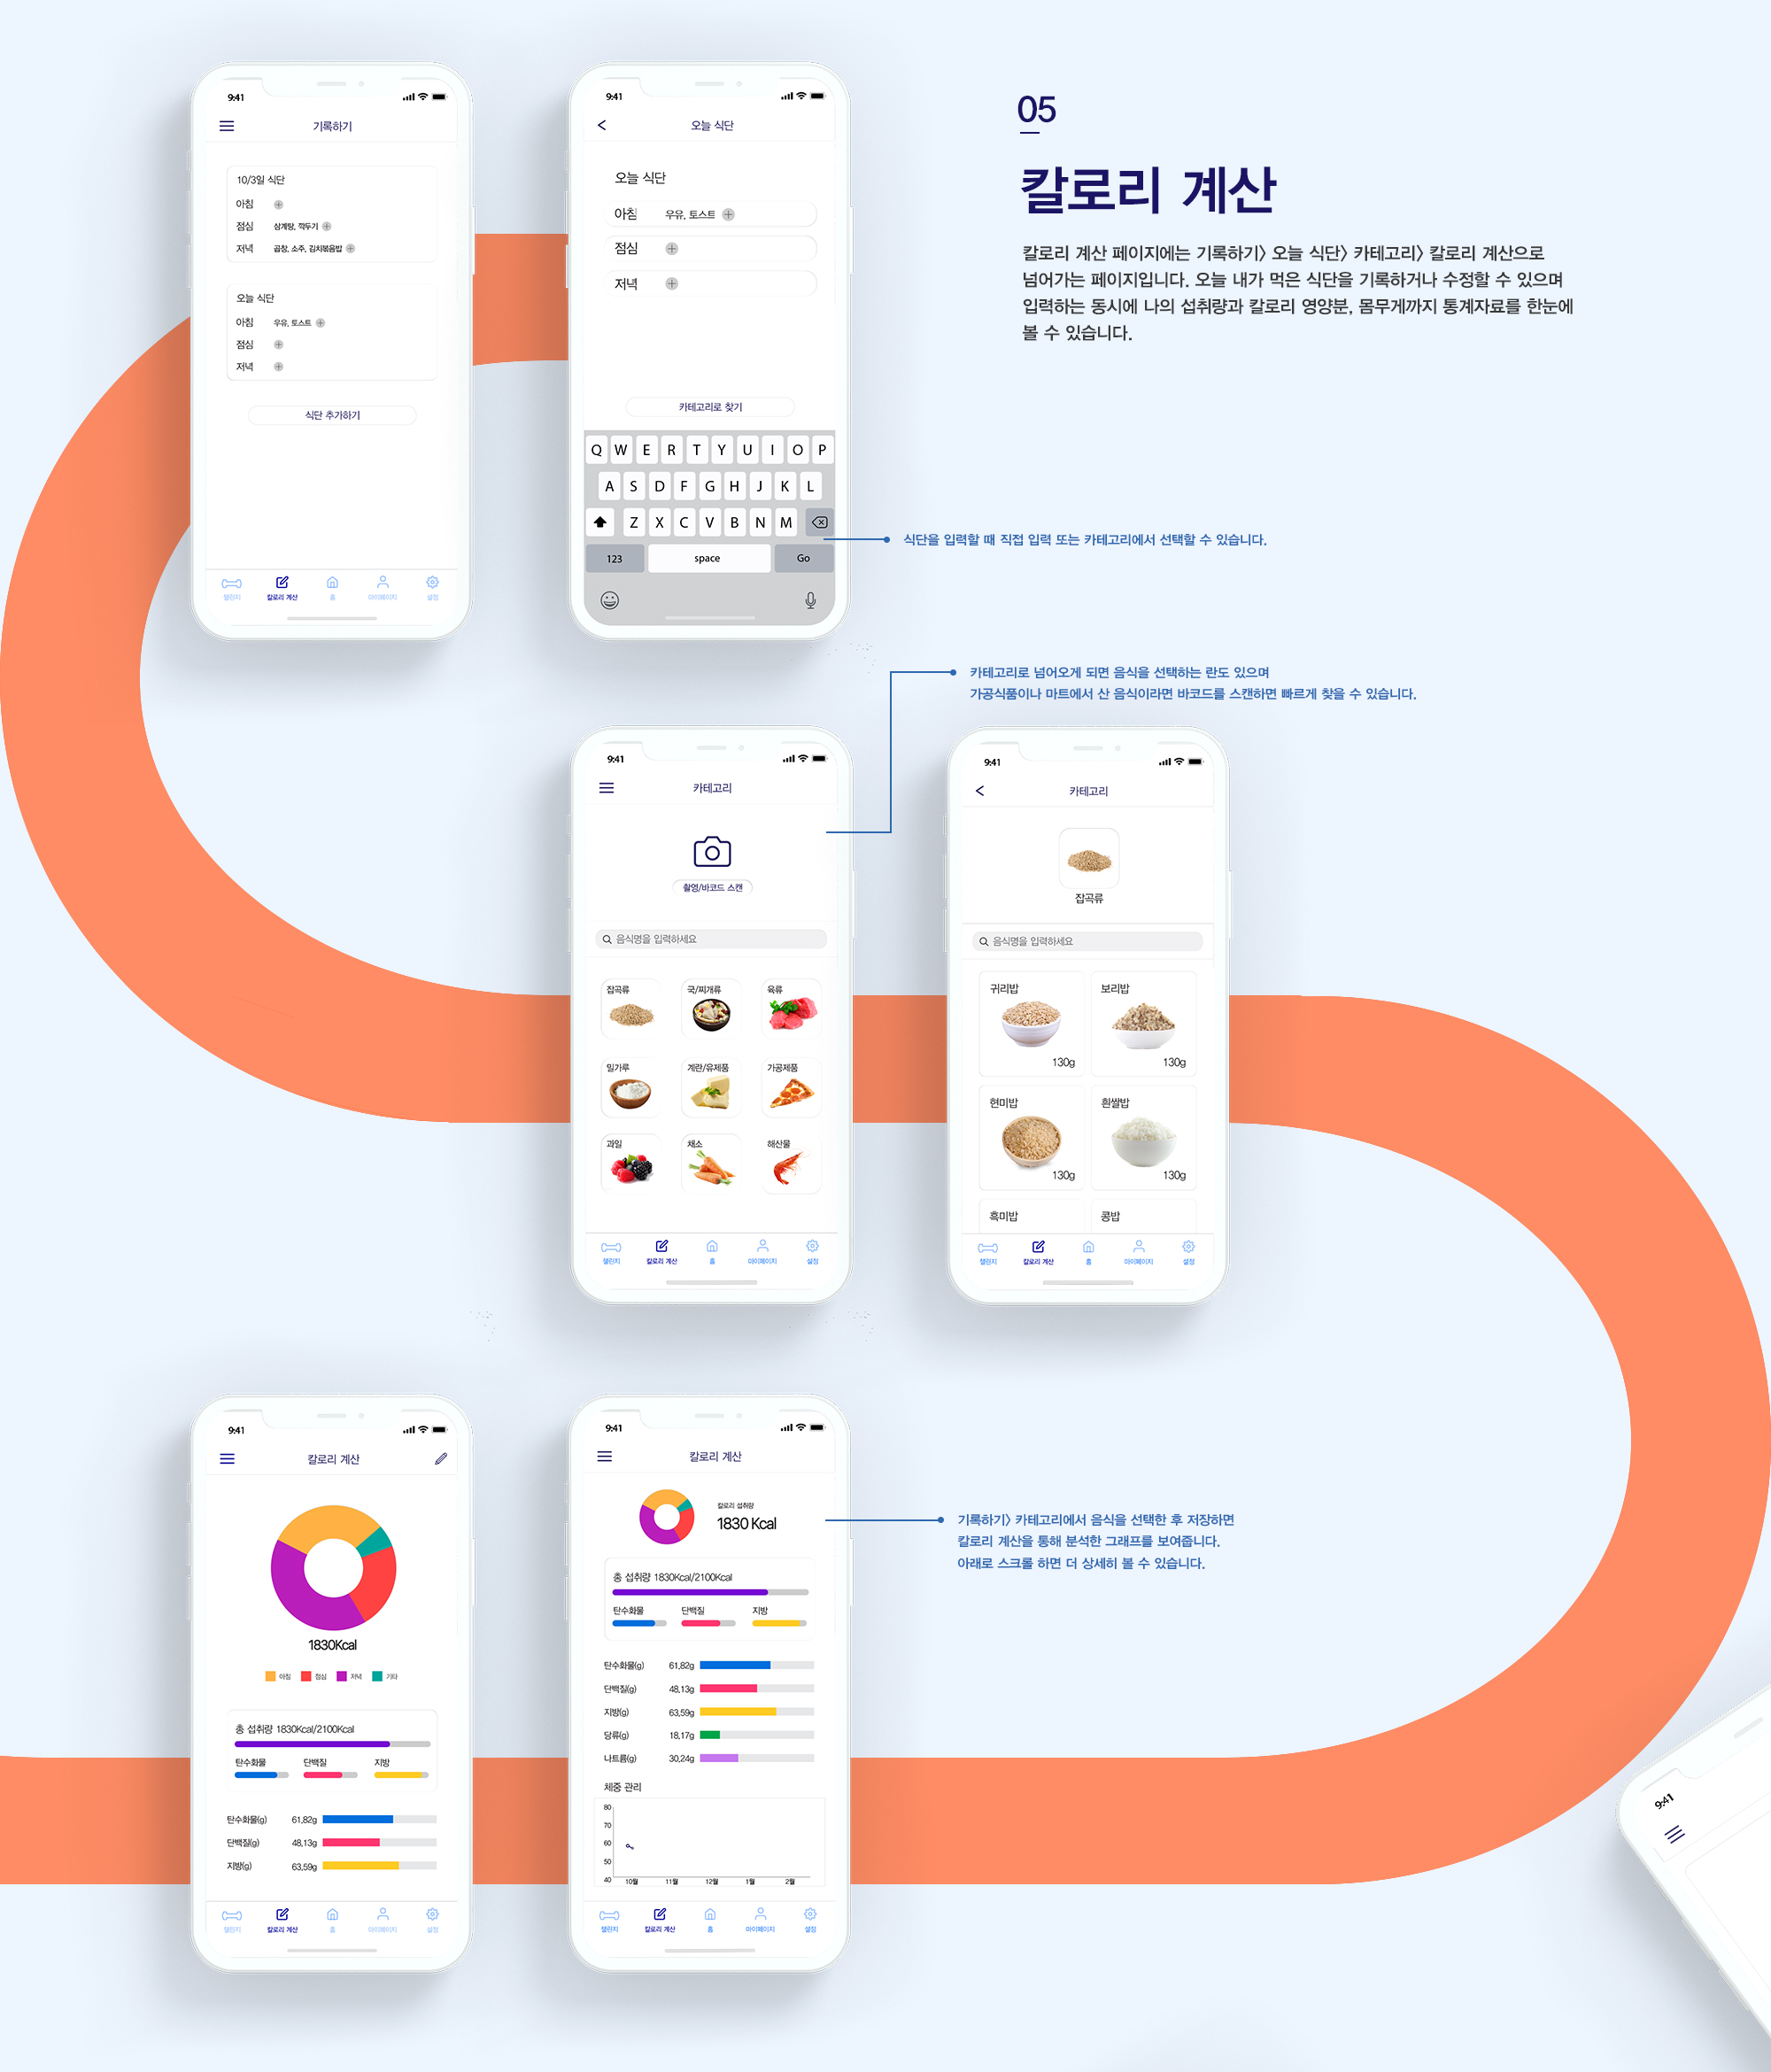 9:41
기록하기
10/3일 식단
아침
점심 삼계탕, 깍두기
저녁 곱창, 소주, 김치볶음밥
오늘 식단
아침 우유, 토스트
점심
저녁
식단 추가하기
챌린지 칼로리 계산 홈 마이페이지 설정
9:41
오늘 식단
오늘 식단
아침 우유, 토스트
점심
저녁
카테고리로 찾기
Q W E R T Y U I O P
A S D F G H J K L
Z X C V B N M
123 space Go
05
칼로리 계산
칼로리 계산 페이지에는 기록하기> 오늘 식단> 카테고리> 칼로리 계산으로
넘어가는 페이지입니다. 오늘 내가 먹은 식단을 기록하거나 수정할 수 있으며
입력하는 동시에 나의 섭취량과 칼로리 영양분, 몸무게까지 통계자료를 한눈에
볼 수 있습니다.
식단을 입력할 때 직접 입력 또는 카테고리에서 선택할 수 있습니다.
카테고리로 넘어오게 되면 음식을 선택하는 란도 있으며
가공식품이나 마트에서 산 음식이라면 바코드를 스캔하면 빠르게 찾을 수 있습니다.
9:41
카테고리
촬영/바코드 스캔
음식명을 입력하세요
잡곡류 국/찌개류 육류
밀가루 계란/유제품 가공제품
과일 채소 해산물
챌린지 칼로리 계산 홈 마이페이지 설정
9:41
카테고리
잡곡류
음식명을 입력하세요
귀리밥 보리밥
130g 130g
현미밥 흰쌀밥
130g 130g
흑미밥 콩밥
챌린지 칼로리 계산 홈 마이페이지 설정
9:41
칼로리 계산
1830Kcal
아침 점심 저녁 기타
총 섭취량 1830Kcal/2100Kcal
탄수화물 단백질 지방
탄수화물(g) 61,82g
단백질(g) 48,13g
지방(g) 63,59g
챌린지 칼로리 계산 홈 마이페이지 설정
9:41
칼로리 계산
칼로리 섭취량
1830 Kcal
총 섭취량 1830Kcal/2100Kcal
탄수화물 단백질 지방
탄수화물(g) 61,82g
단백질(g) 48,13g
지방(g) 63,59g
당류(g) 18,17g
나트륨(g) 30,24g
체중 관리
80
70
60
50
40
10월 11월 12월 1월 2월
챌린지 칼로리 계산 홈 마이페이지 설정
기록하기> 카테고리에서 음식을 선택한 후 저장하면
칼로리 계산을 통해 분석한 그래프를 보여줍니다.
아래로 스크롤 하면 더 상세히 볼 수 있습니다.
9:41